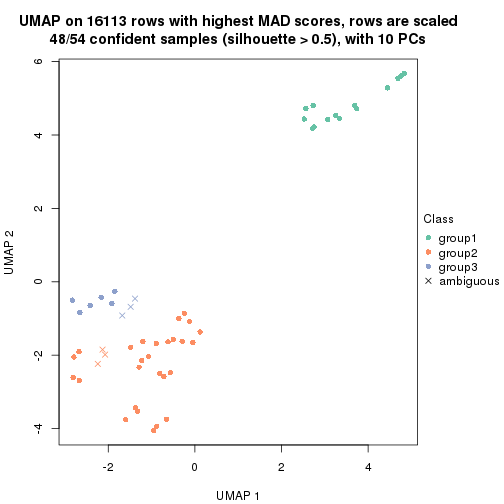 UMAP on 16113 rows with highest MAD scores, rows are scaled
48/54 confident samples (silhouette > 0.5), with 10 PCs
6
4
2
0
-2
-4
UMAP 2
-2
0
2
4
UMAP 1
Class
group1
group2
group3
ambiguous